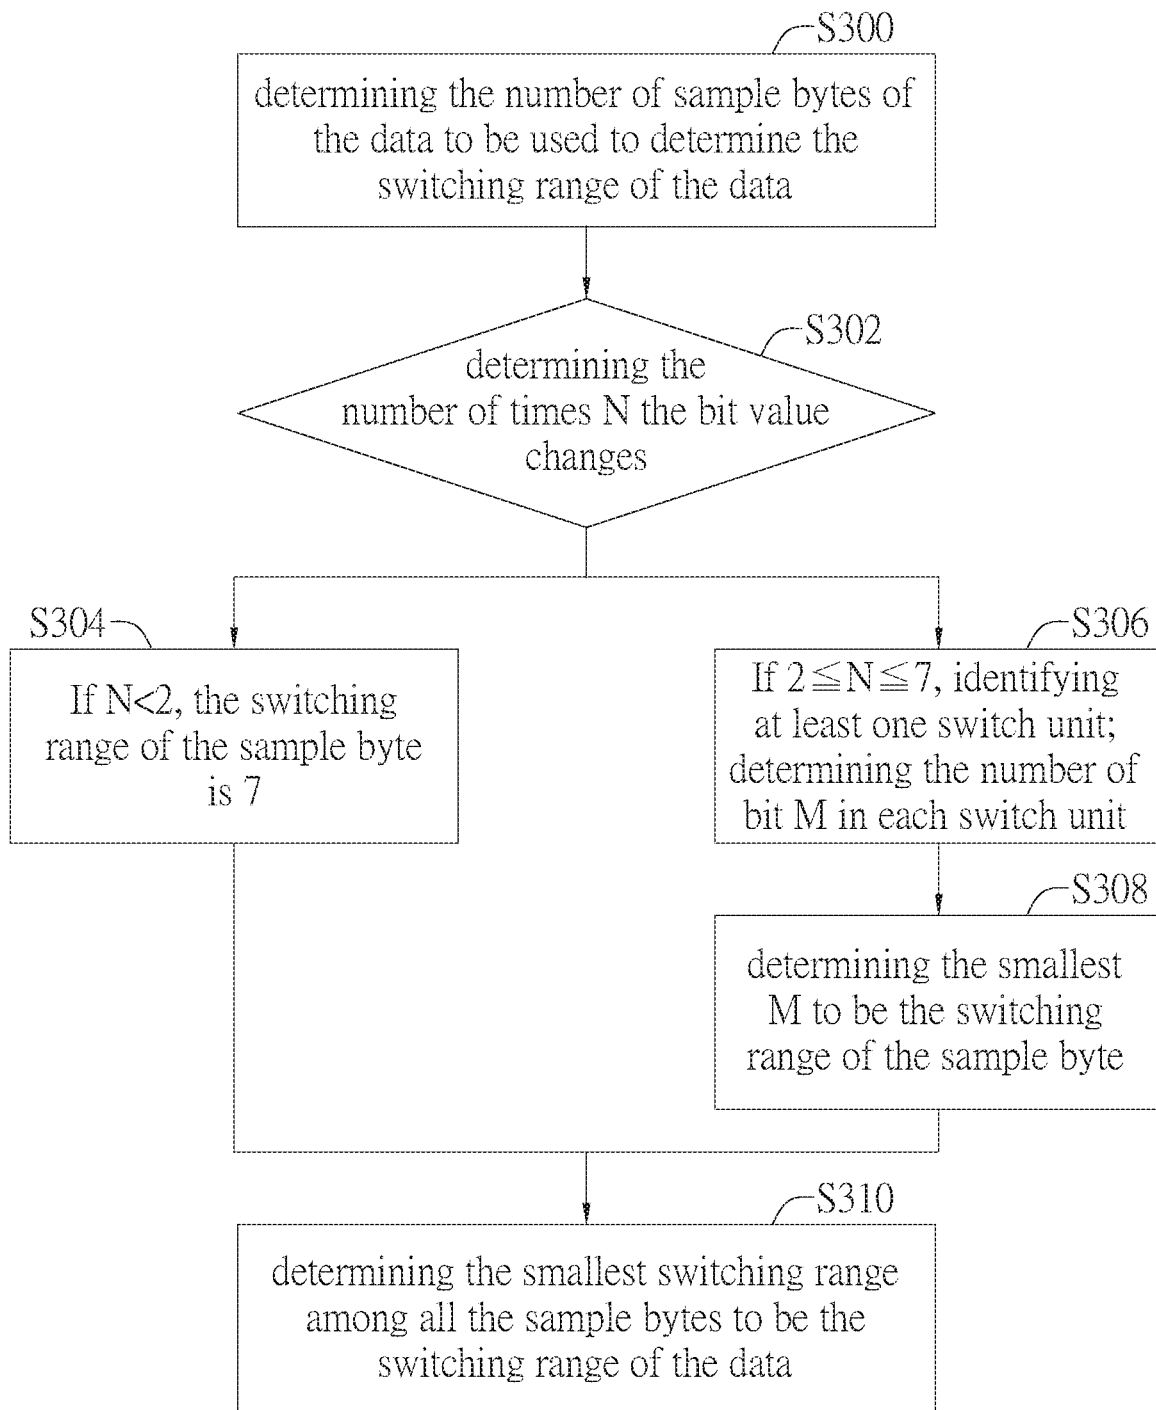 S300
determining the number of sample bytes of
the data to be used to determine the
switching range of the data
S302
determining the
number of times N the bit value
changes
S304
If N<2, the switching
range of the sample byte
is 7
S306
If 2≦N≦7, identifying
at least one switch unit;
determining the number of
bit M in each switch unit
S308
determining the smallest
M to be the switching
range of the sample byte
S310
determining the smallest switching range
among all the sample bytes to be the
switching range of the data